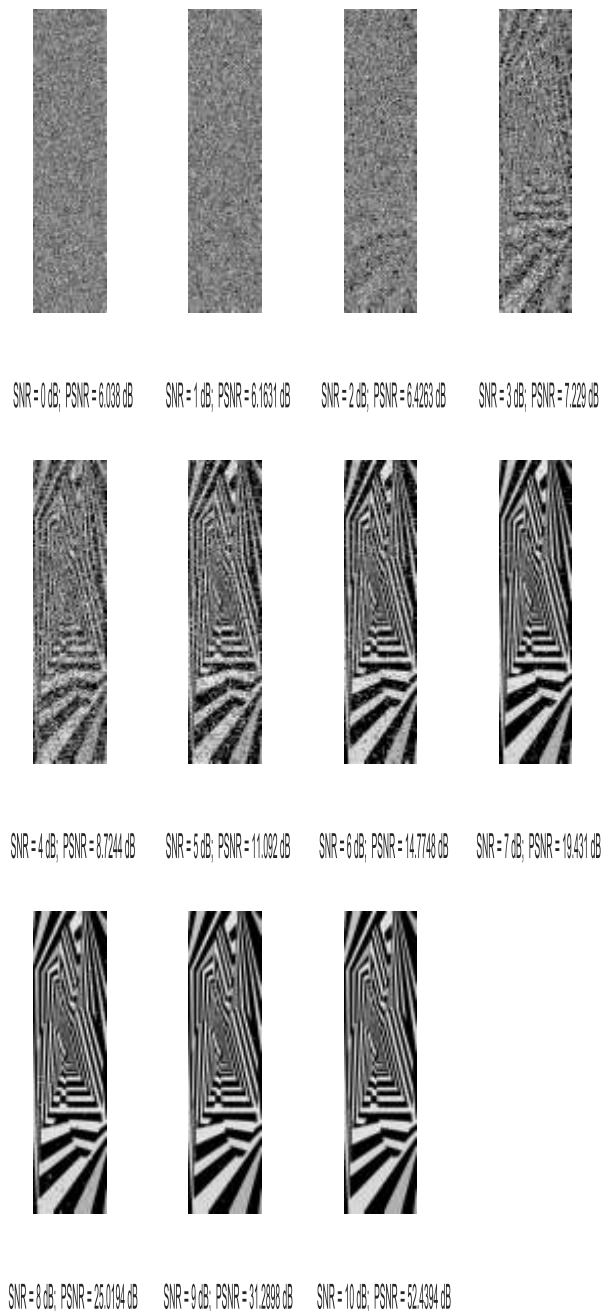 SNR = 0 dB; PSNR = 6.038 dB
SNR = 1 dB; PSNR = 6.1631 dB
SNR = 2 dB; PSNR = 6.4263 dB
SNR = 3 dB; PSNR = 7.229 dB
SNR = 4 dB; PSNR = 8.7244 dB
SNR = 5 dB; PSNR = 11.092 dB
SNR = 6 dB; PSNR = 14.7748 dB
SNR = 7 dB; PSNR = 19.431 dB
SNR = 8 dB; PSNR = 25.0194 dB
SNR = 9 dB; PSNR = 31.2898 dB
SNR = 10 dB; PSNR = 52.4394 dB